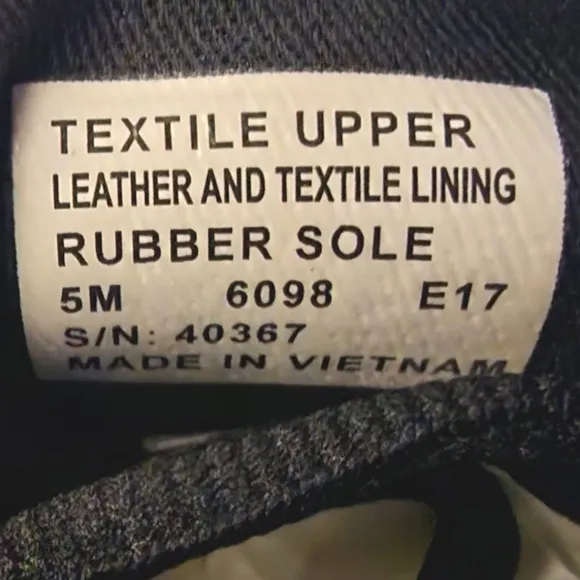 TEXTILE UPPER
LEATHER AND TEXTILE LINING
RUBBER SOLE
5M 6098 E17
S/N: 40367
MADE IN VIETNAM